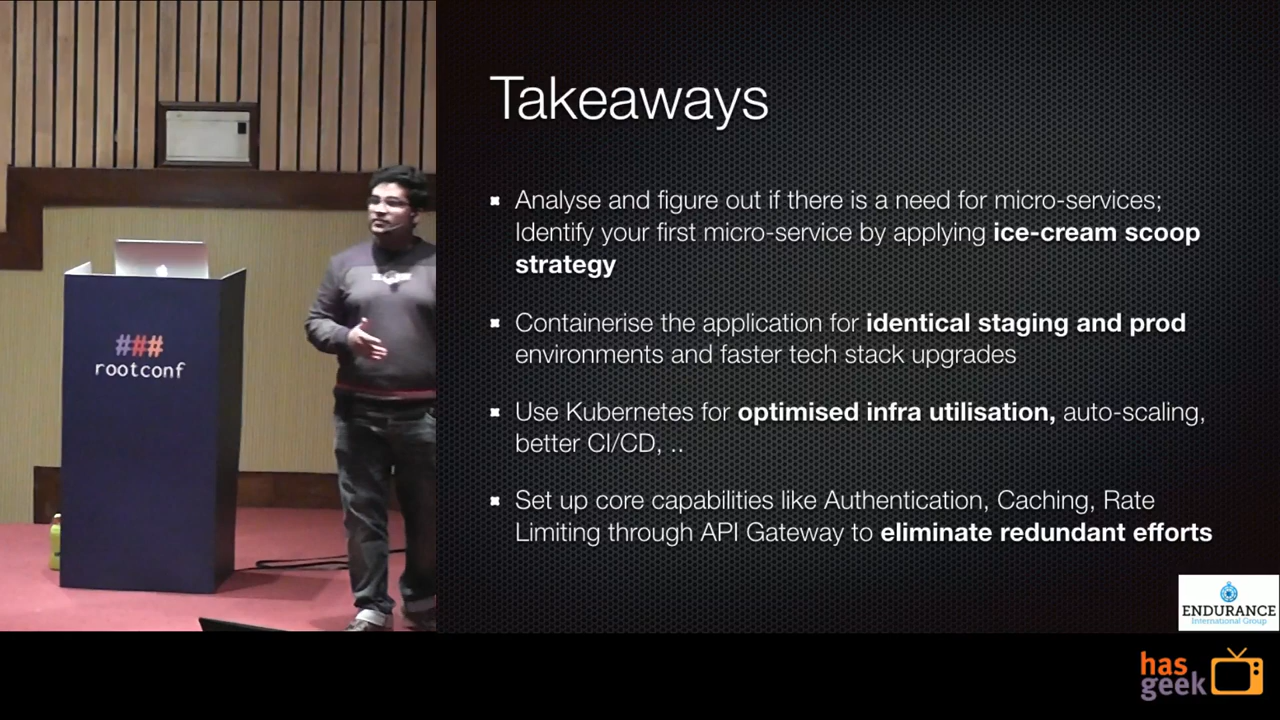 Takeaways
Analyse and figure out if there is a need for micro-services;
Identify your first micro-service by applying ice-cream scoop
strategy
Containerise the application for identical staging and prod
environments and faster tech stack upgrades
Use Kubernetes for optimised infra utilisation, auto-scaling,
better CI/CD, ..
Set up core capabilities like Authentication, Caching, Rate
Limiting through API Gateway to eliminate redundant efforts
###
rootconf
ENDURANCE
International Group
has
geek